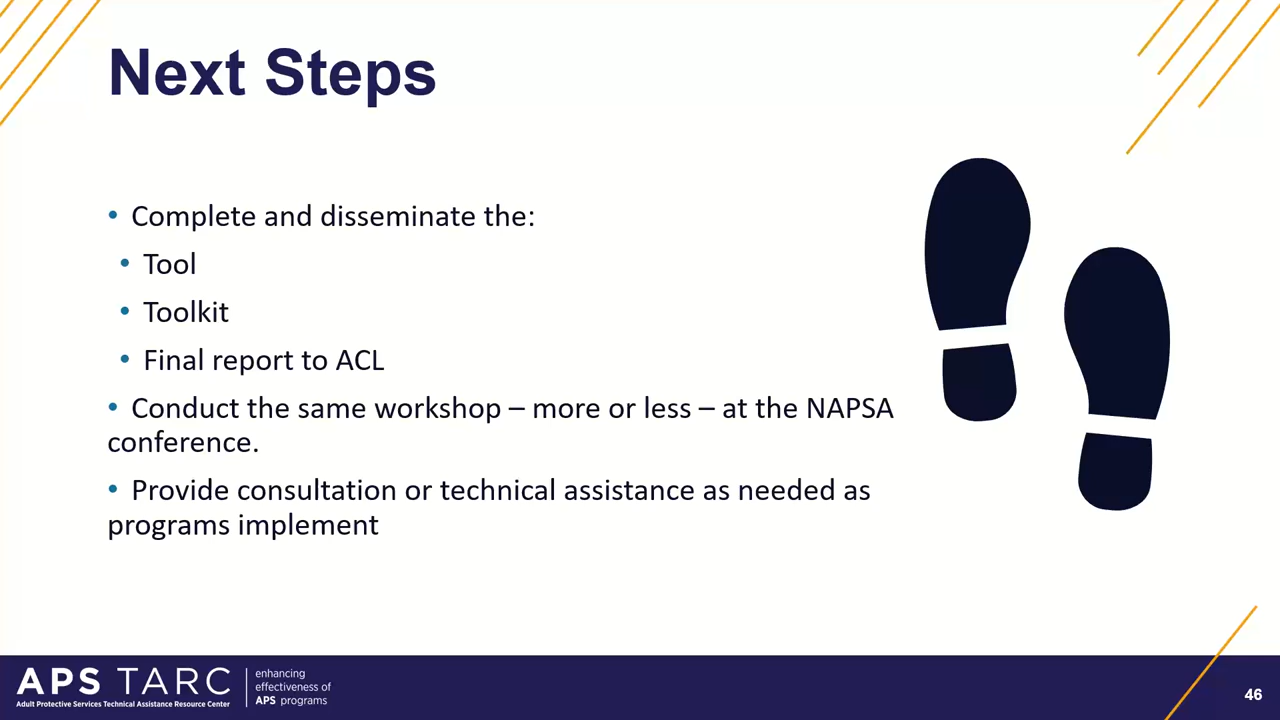 Next Steps
• Complete and disseminate the:
• Tool
• Toolkit
• Final report to ACL
• Conduct the same workshop – more or less – at the NAPSA
conference.
• Provide consultation or technical assistance as needed as
programs implement
APS TARC
Adult Protective Services Technical Assistance Resource Center
enhancing
effectiveness of
APS programs
46